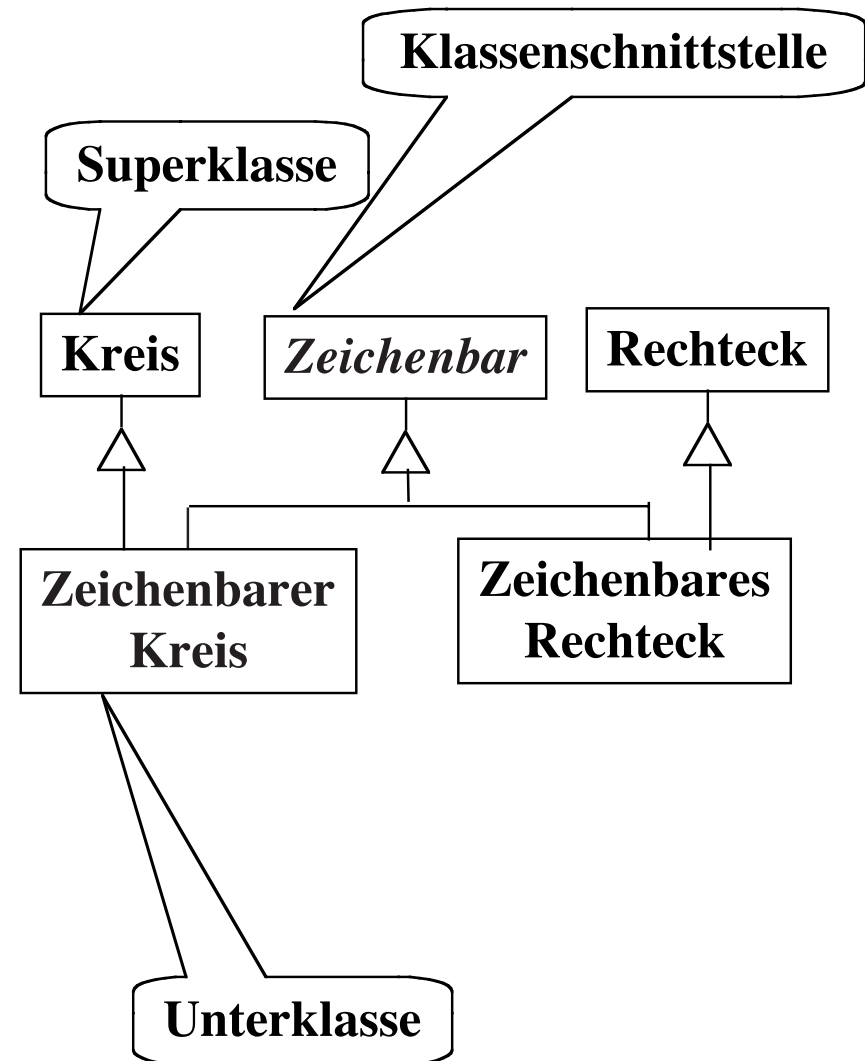 Klassenschnittstelle
Superklasse
Kreis
Zeichenbar
Rechteck
Zeichenbarer
Kreis
Zeichenbares
Rechteck
Unterklasse